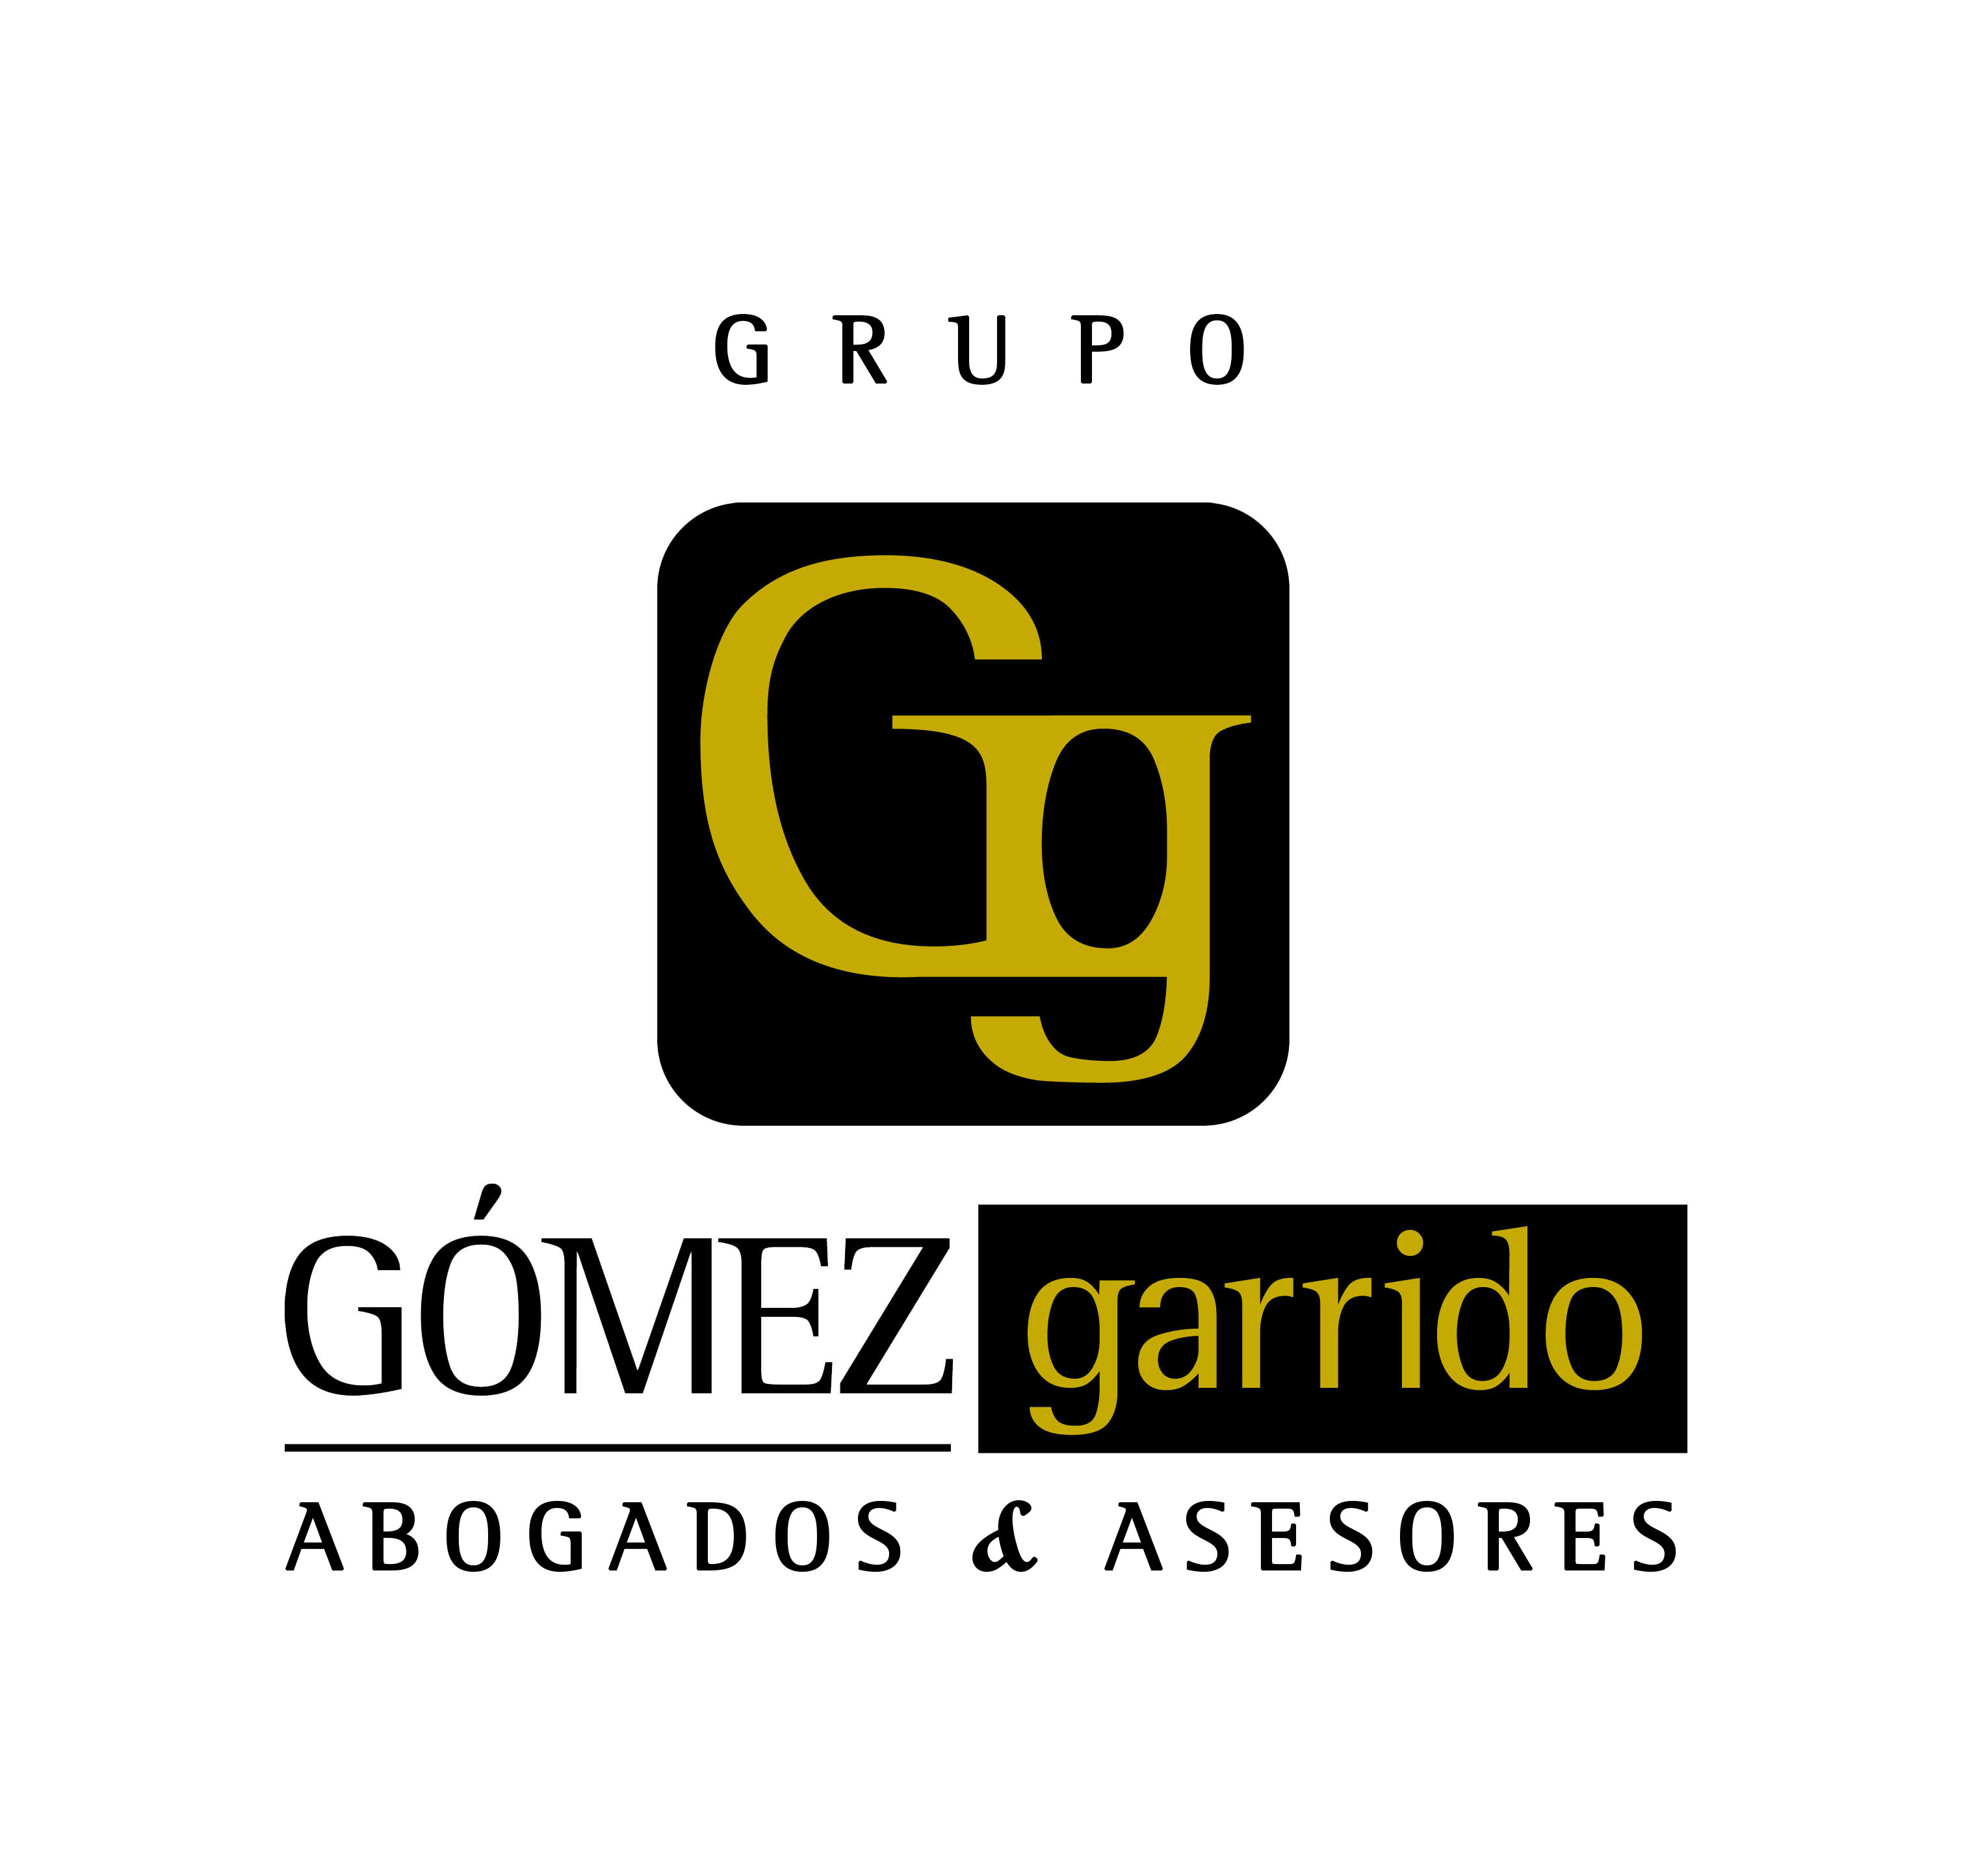 GRUPO
Gg
GÓMEZ garrido
ABOGADOS & ASESORES